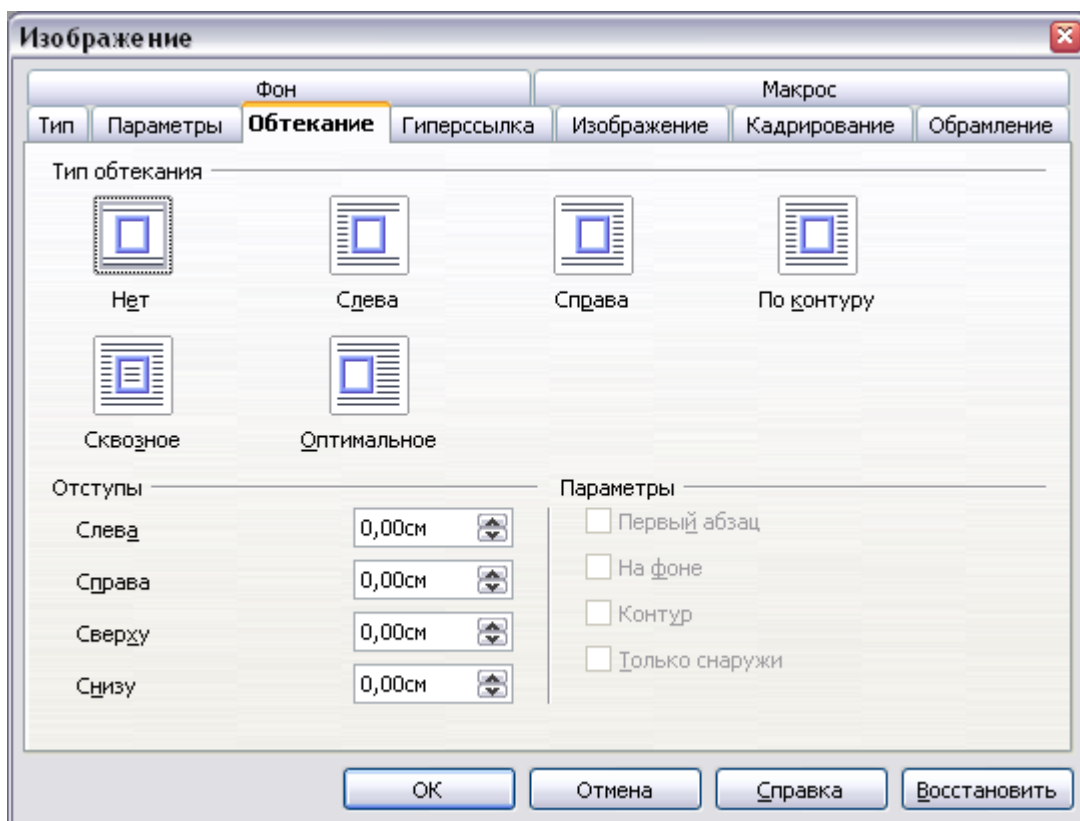 Изображение
Фон Макрос
Тип Параметры Обтекание Гиперссылка Изображение Кадрирование Обрамление
Тип обтекания
Нет Слева Справа По контуру
Сквозное Оптимальное
Отступы Параметры
Слева 0,00см Первый абзац
Справа 0,00см На фоне
Сверху 0,00см Контур
Снизу 0,00см Только снаружи
ОК Отмена Справка Восстановить